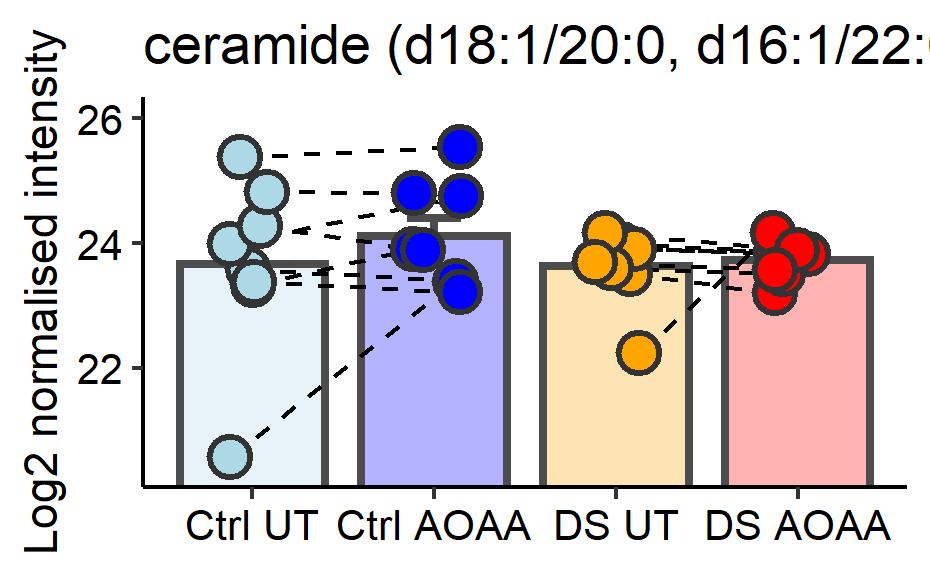 ceramide (d18:1/20:0, d16:1/22:
Log2 normalised intensity
26
24
22
Ctrl UT
Ctrl AOAA
DS UT
DS AOAA